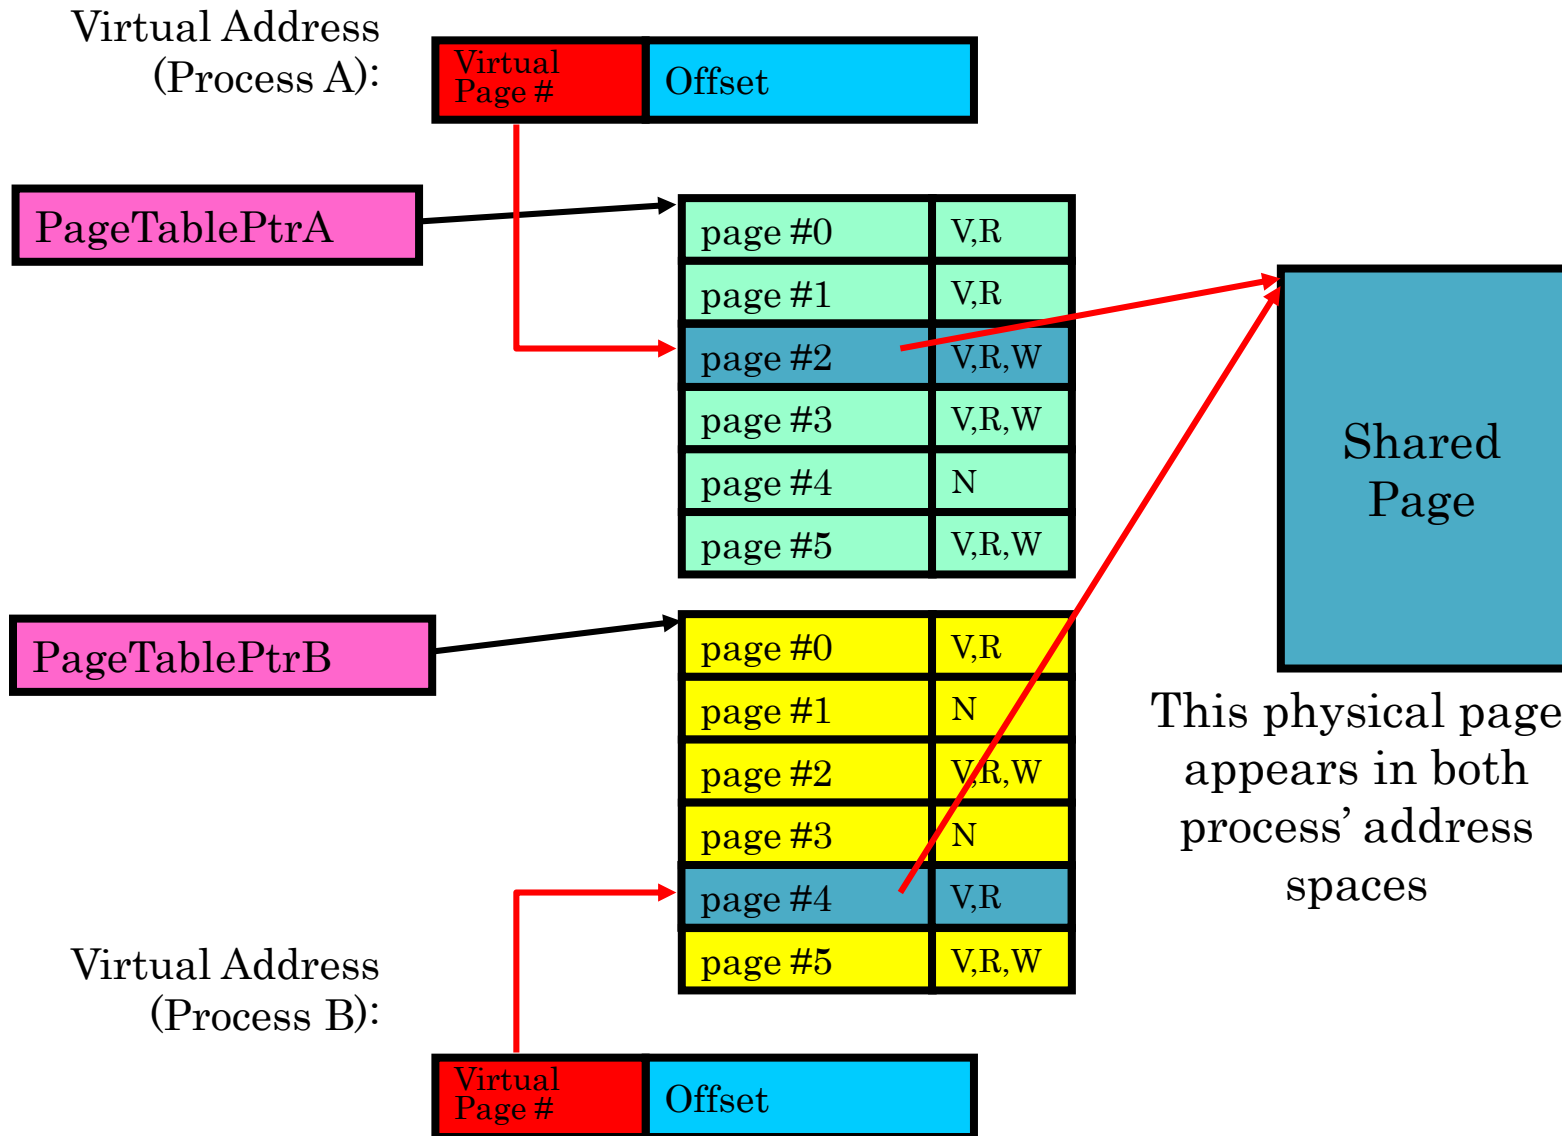 Virtual Address
(Process A):
Virtual
Page #
Offset
PageTablePtrA
page #0 V,R
page #1 V,R
page #2 V,R,W
page #3 V,R,W
page #4 N
page #5 V,R,W
Shared
Page
This physical page
appears in both
process’ address
spaces
PageTablePtrB
page #0 V,R
page #1 N
page #2 V,R,W
page #3 N
page #4 V,R
page #5 V,R,W
Virtual Address
(Process B):
Virtual
Page #
Offset